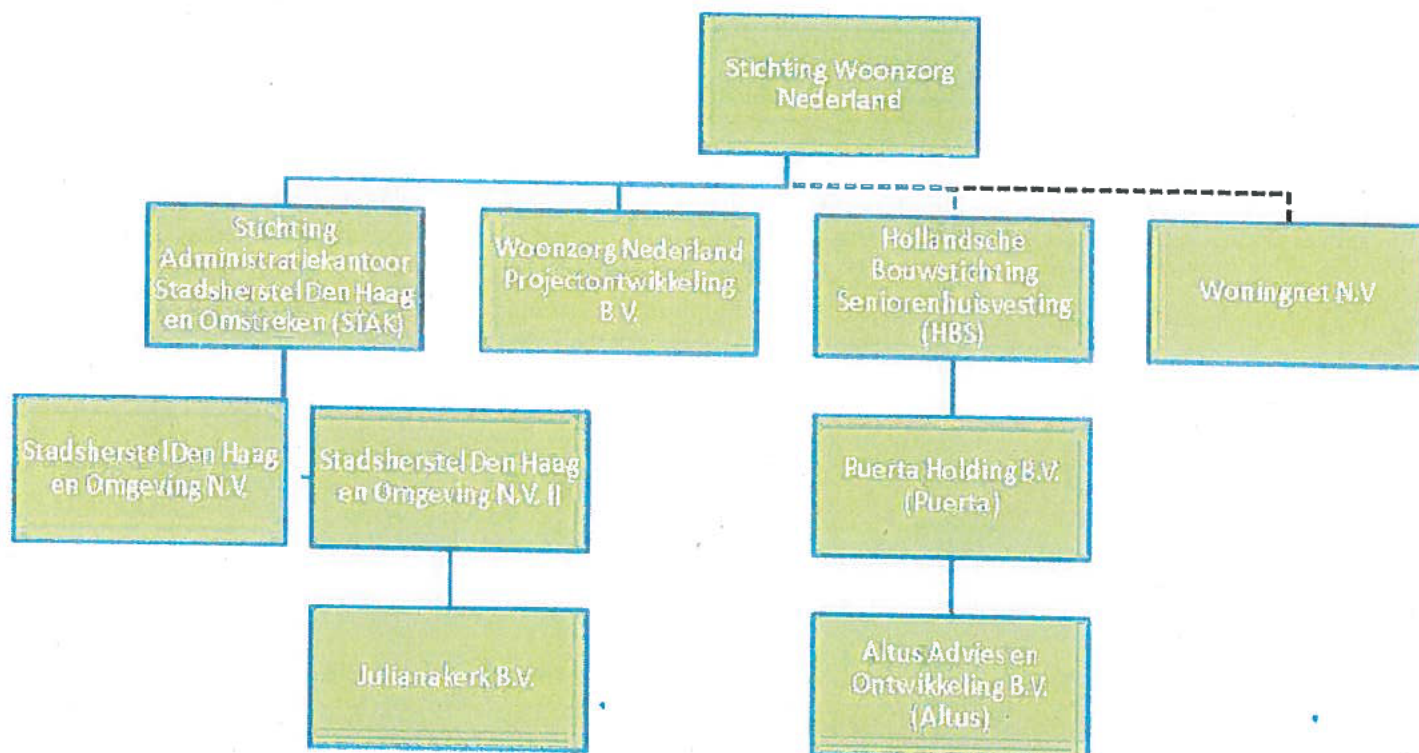 Stichting Woonzorg
Nederland
Stichting
Administratiekantoor
Stadsherstel Den Haag
en Omstreken (STAK)
Woonzorg Nederland
Projectontwikkeling
B.V.
Hollandsche
Bouwstichting
Seniorenhuisvesting
(HBS)
Woningnet N.V
Stadsherstel Den Haag
en Omgeving N.V.
Stadsherstel Den Haag
en Omgeving N.V. II
Puerta Holding B.V.
(Puerta)
Julianakerk B.V.
Altus Advies en
Ontwikkeling B.V.
(Altus)